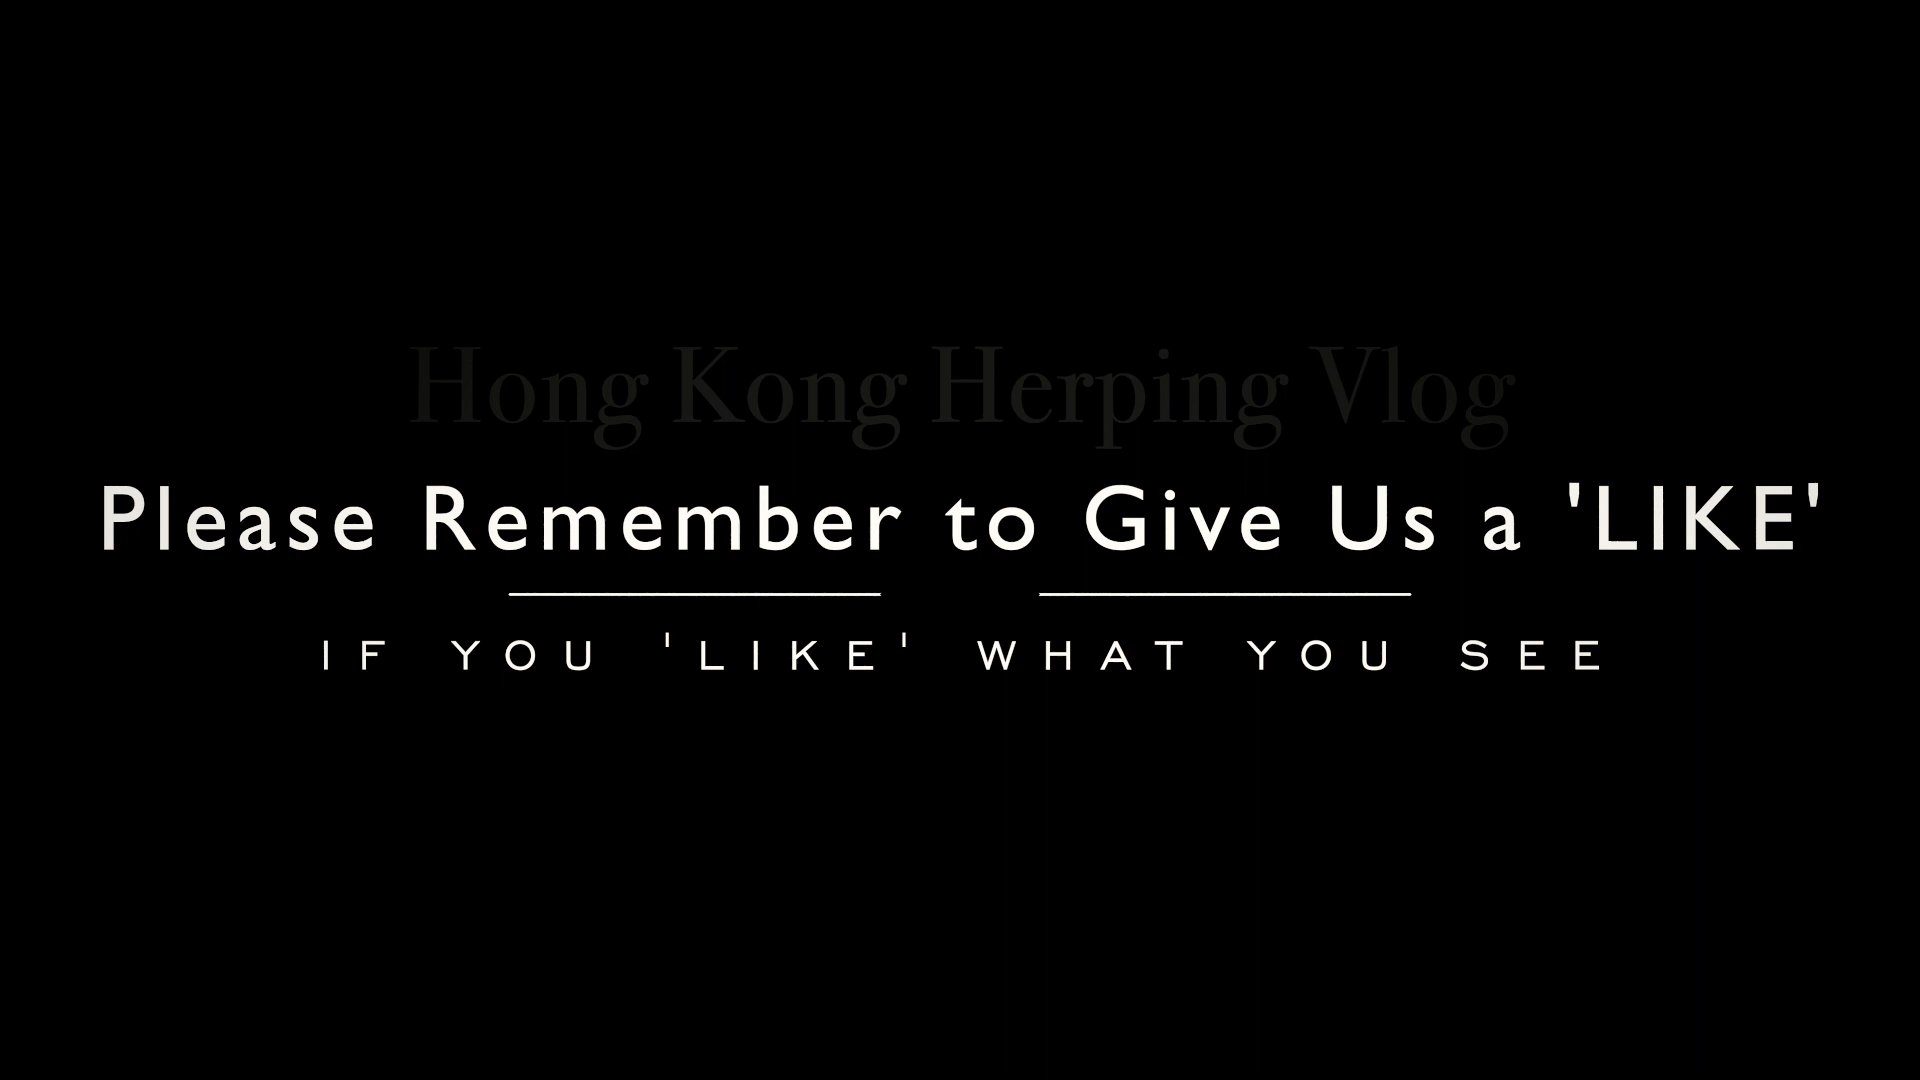 Hong Kong Herping Vlog
Please Remember to Give Us a 'LIKE'
IF YOU 'LIKE' WHAT YOU SEE